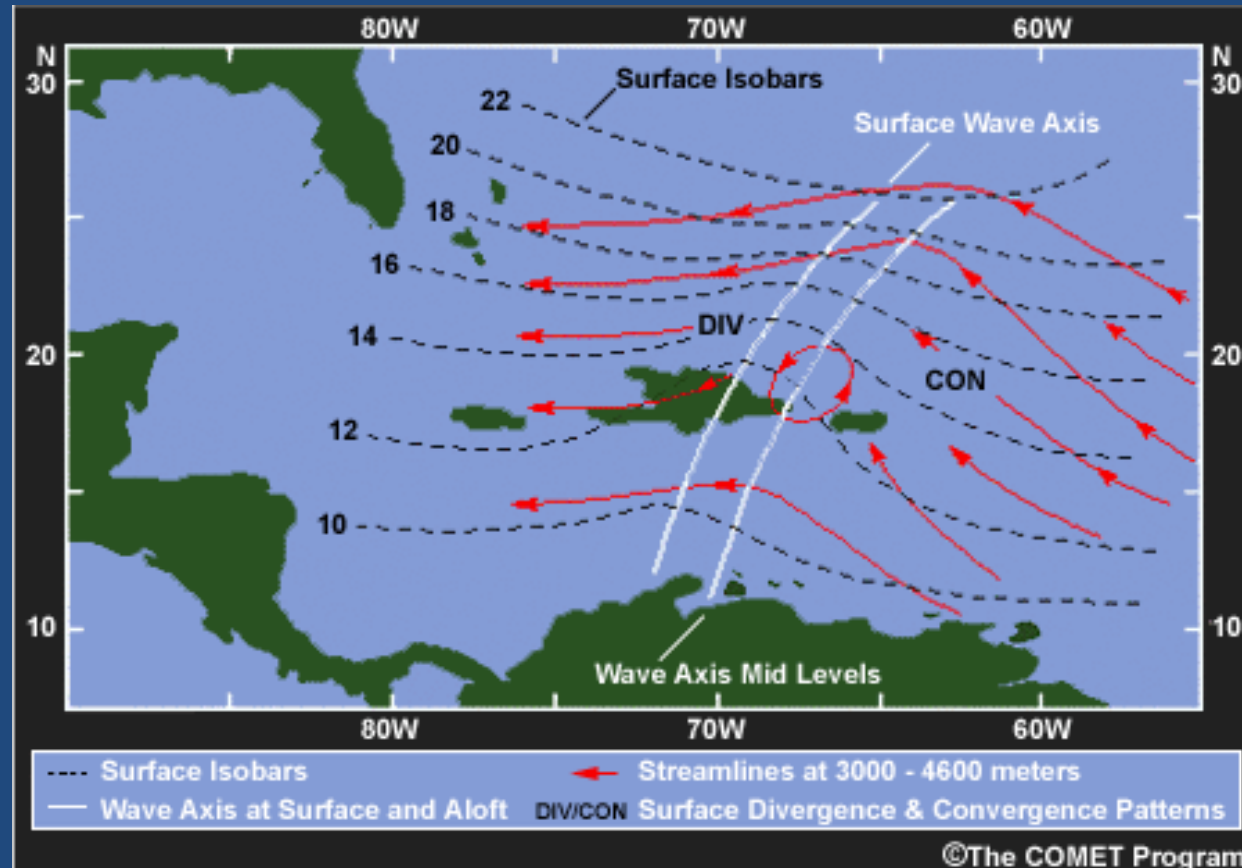 80W 70W 60W
N N
30 30
Surface Isobars
22
Surface Wave Axis
20
18
16
14 DIV
20 20
CON
12
10
10 10
Wave Axis Mid Levels
80W 70W 60W
Surface Isobars Streamlines at 3000 - 4600 meters
Wave Axis at Surface and Aloft DIV/CON Surface Divergence & Convergence Patterns
©The COMET Program